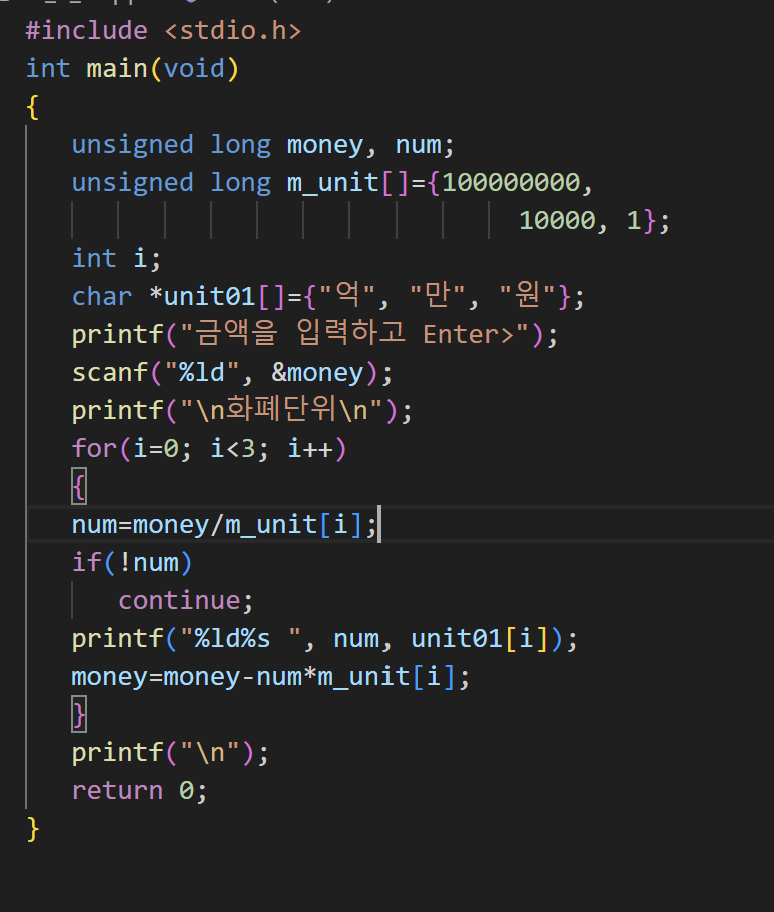 #include <stdio.h>
int main(void)
{
unsigned long money, num;
unsigned long m_unit[]={100000000,
10000, 1};
int i;
char *unit01[]={"억", "만", "원"};
printf("금액을 입력하고 Enter>");
scanf("%ld", &money);
printf("\n화폐단위\n");
for(i=0; i<3; i++)
{
num=money/m_unit[i];
if(!num)
continue;
printf("%ld%s ", num, unit01[i]);
money=money-num*m_unit[i];
}
printf("\n");
return 0;
}